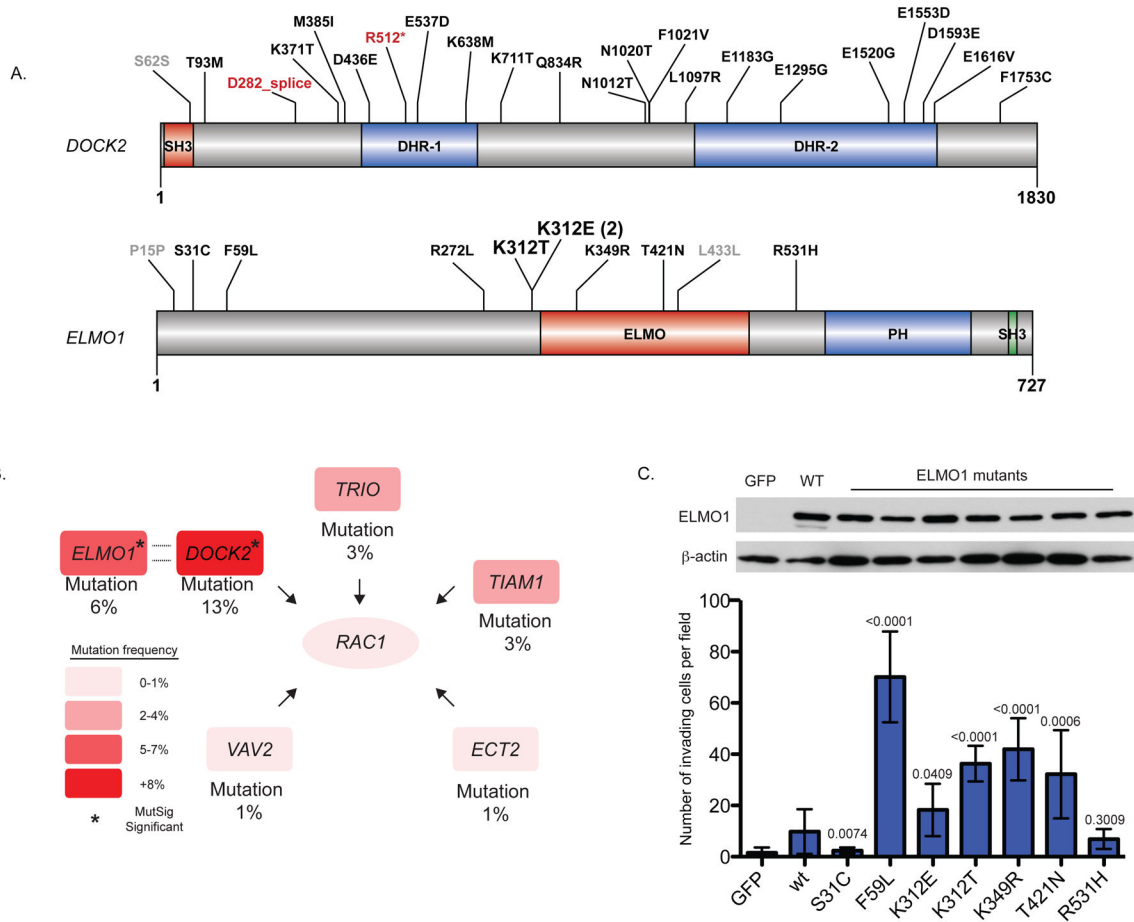 A.
S62S
T93M
D282_splice
K371T
M385I
D436E
R512*
E537D
K638M
K711T
Q834R
N1012T
N1020T
F1021V
L1097R
E1183G
E1295G
E1520G
E1553D
D1593E
E1616V
F1753C
DOCK2
SH3
DHR-1
DHR-2
1
1830
P15P
S31C
F59L
R272L
K312T
K312E (2)
K349R
T421N
L433L
R531H
ELMO1
ELMO
PH
SH3
1
727
B.
TRIO
Mutation
3%
ELMO1*
Mutation
6%
DOCK2*
Mutation
13%
TIAM1
Mutation
3%
RAC1
VAV2
Mutation
1%
ECT2
Mutation
1%
Mutation frequency
0-1%
2-4%
5-7%
+8%
* MutSig
Significant
C.
GFP
WT
ELMO1 mutants
ELMO1
β-actin
Number of invading cells per field
100
80
60
40
20
0
0.0074
<0.0001
0.0409
<0.0001
<0.0001
0.0006
0.3009
GFP
wt
S31C
F59L
K312E
K312T
K349R
T421N
R531H